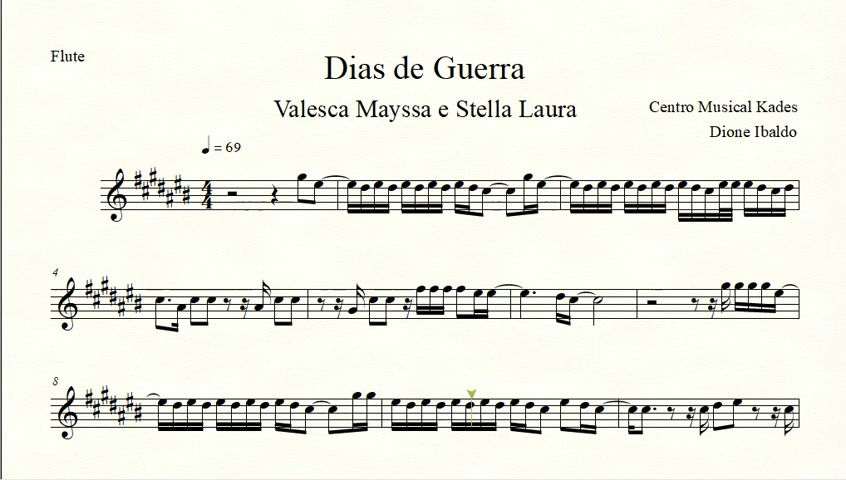 Flute
Dias de Guerra
Valesca Mayssa e Stella Laura
Centro Musical Kades
Dione Ibaldo
= 69
4
4
4
8